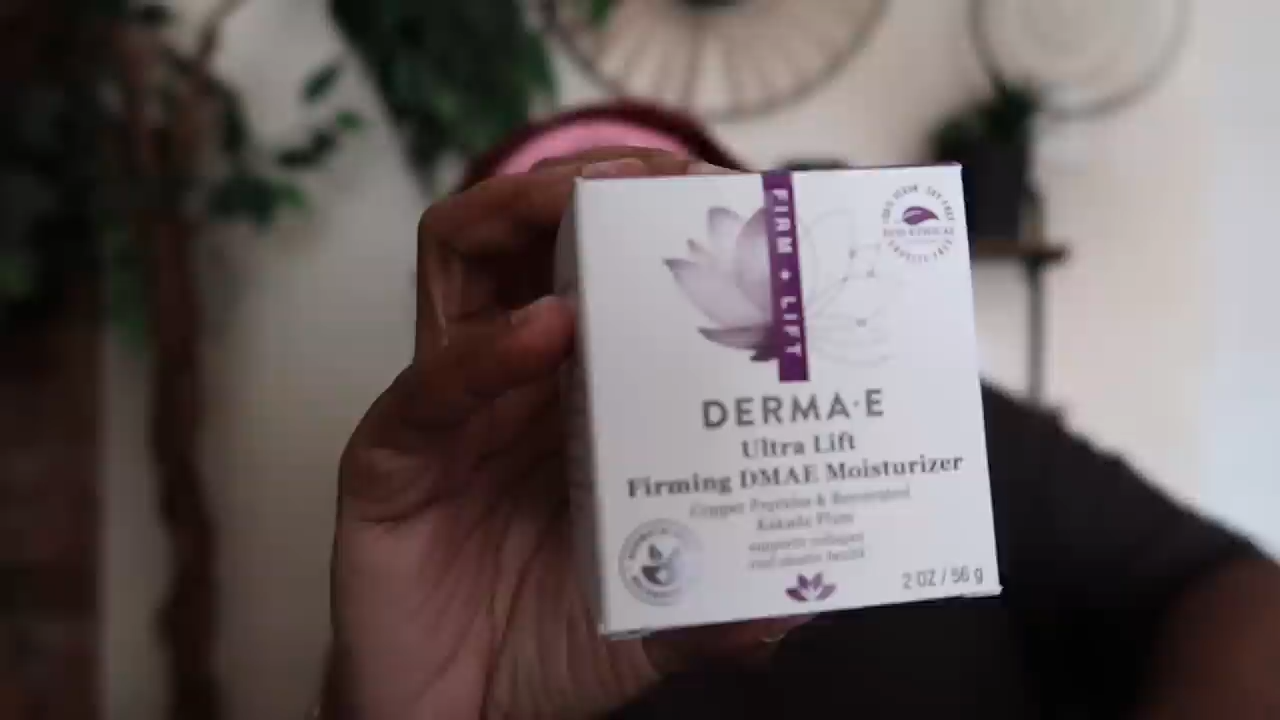 FIRM + LIFT
DERMA·E
Ultra Lift
Firming DMAE Moisturizer
Copper Peptides &
Kakadu Plum
supports collagen
and elastin health
2 OZ / 56 g